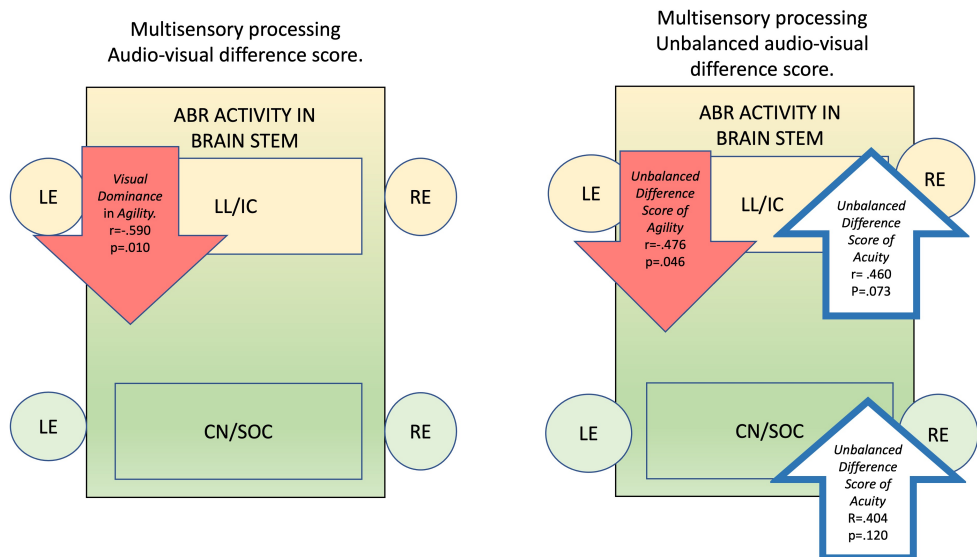 Multisensory processing
Audio-visual difference score.
ABR ACTIVITY IN
BRAIN STEM
LE
Visual
Dominance
in Agility.
r=-.590
p=.010
LL/IC
RE
LE
CN/SOC
RE
Multisensory processing
Unbalanced audio-visual
difference score.
ABR ACTIVITY IN
BRAIN STEM
LE
Unbalanced
Difference
Score of
Agility
r=-.476
p=.046
LL/IC
RE
Unbalanced
Difference
Score of
Acuity
r= .460
P=.073
LE
CN/SOC
RE
Unbalanced
Difference
Score of
Acuity
R=.404
p=.120